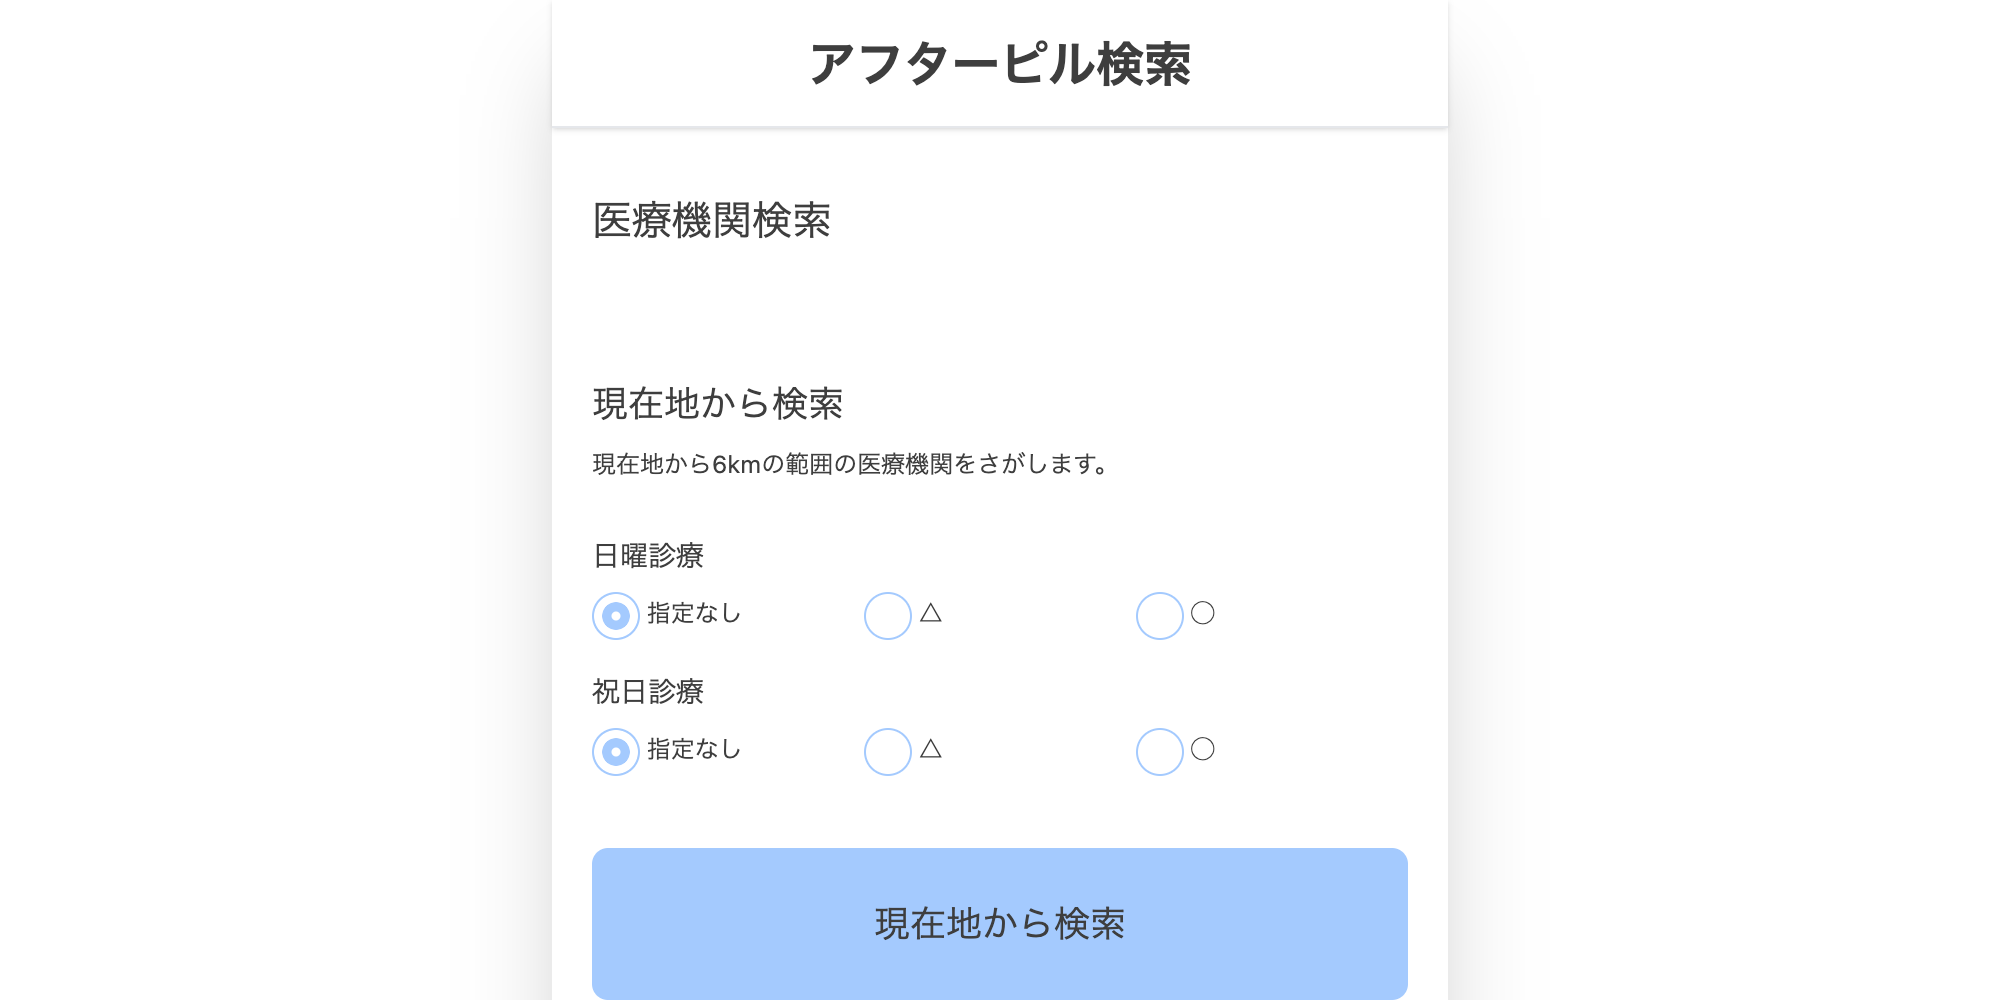 アフターピル検索
医療機関検索
現在地から検索
現在地から6kmの範囲の医療機関をさがします。
日曜診療
指定なし △ ○
祝日診療
指定なし △ ○
現在地から検索